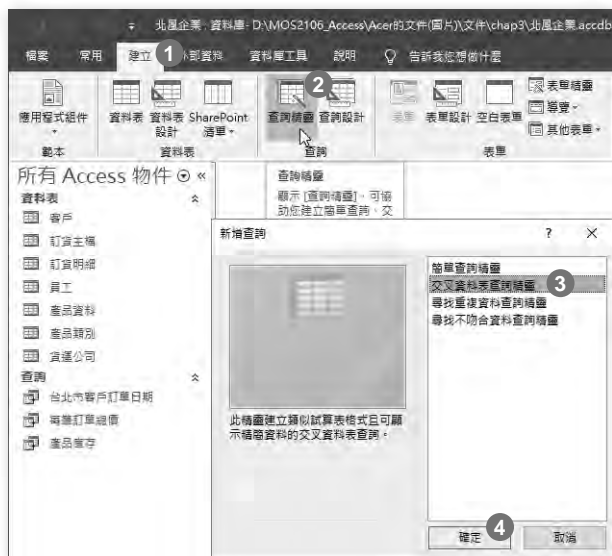 北風企業 : 資料庫- D:\MOS2106_Access\Acer的文件(圖片)\文件\chap3\北風企業.accdb
檔案 常用 建立 1 外部資料 資料庫工具 說明 告訴我您想做什麼
2
應用程式組件 資料表 資料表設計 SharePoint 清單 查詢精靈 查詢設計 表單 表單設計 空白表單 表單精靈
導覽
其他表單
範本 資料表 查詢 表單
所有 Access 物件 «
資料表
客戶
訂貨主檔
訂貨明細
員工
產品資料
產品類別
貨運公司
查詢
台北市客戶訂單日期
每筆訂單總價
產品庫存
查詢精靈
顯示 [查詢精靈]，可協
助您建立簡單查詢、交
新增查詢 ? ×
簡單查詢精靈
交叉資料表查詢精靈 3
尋找重複資料查詢精靈
尋找不吻合資料查詢精靈
此精靈建立類似試算表格式且可顯
示精簡資料的交叉資料表查詢。
確定 4 取消